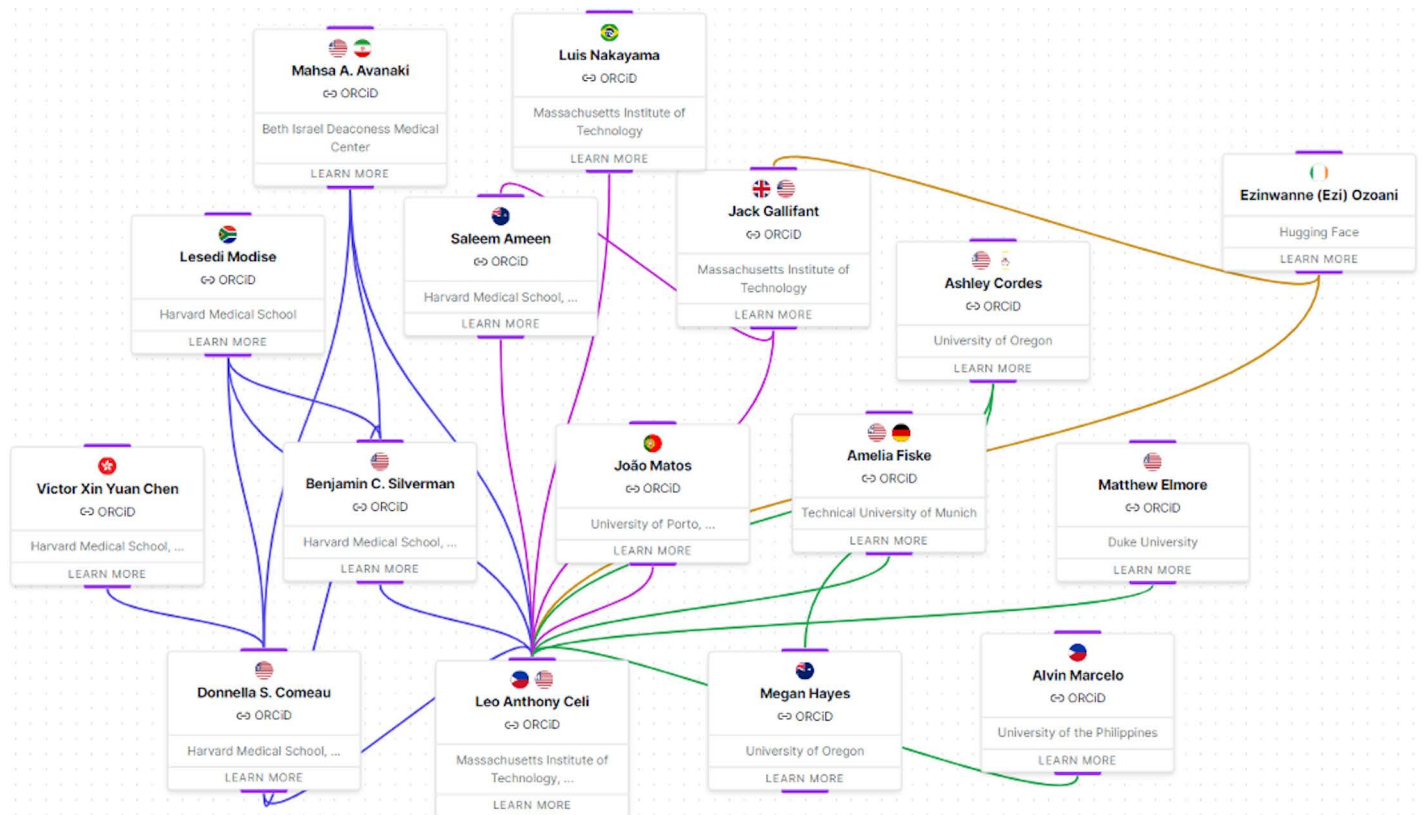 Mahsa A. Avanaki
ORCiD
Beth Israel Deaconess Medical
Center
LEARN MORE
Luis Nakayama
ORCiD
Massachusetts Institute of
Technology
LEARN MORE
Lesedi Modise
ORCiD
Harvard Medical School
LEARN MORE
Saleem Ameen
ORCiD
Harvard Medical School, ...
LEARN MORE
Jack Gallifant
ORCiD
Massachusetts Institute of
Technology
LEARN MORE
Ashley Cordes
ORCiD
University of Oregon
LEARN MORE
Ezinwanne (Ezi) Ozoani
Hugging Face
LEARN MORE
Victor Xin Yuan Chen
ORCiD
Harvard Medical School, ...
LEARN MORE
Benjamin C. Silverman
ORCiD
Harvard Medical School, ...
LEARN MORE
João Matos
ORCiD
University of Porto, ...
LEARN MORE
Amelia Fiske
ORCiD
Technical University of Munich
LEARN MORE
Matthew Elmore
ORCiD
Duke University
LEARN MORE
Donnella S. Comeau
ORCiD
Harvard Medical School, ...
LEARN MORE
Leo Anthony Celi
ORCiD
Massachusetts Institute of
Technology, ...
LEARN MORE
Megan Hayes
ORCiD
University of Oregon
LEARN MORE
Alvin Marcelo
ORCiD
University of the Philippines
LEARN MORE